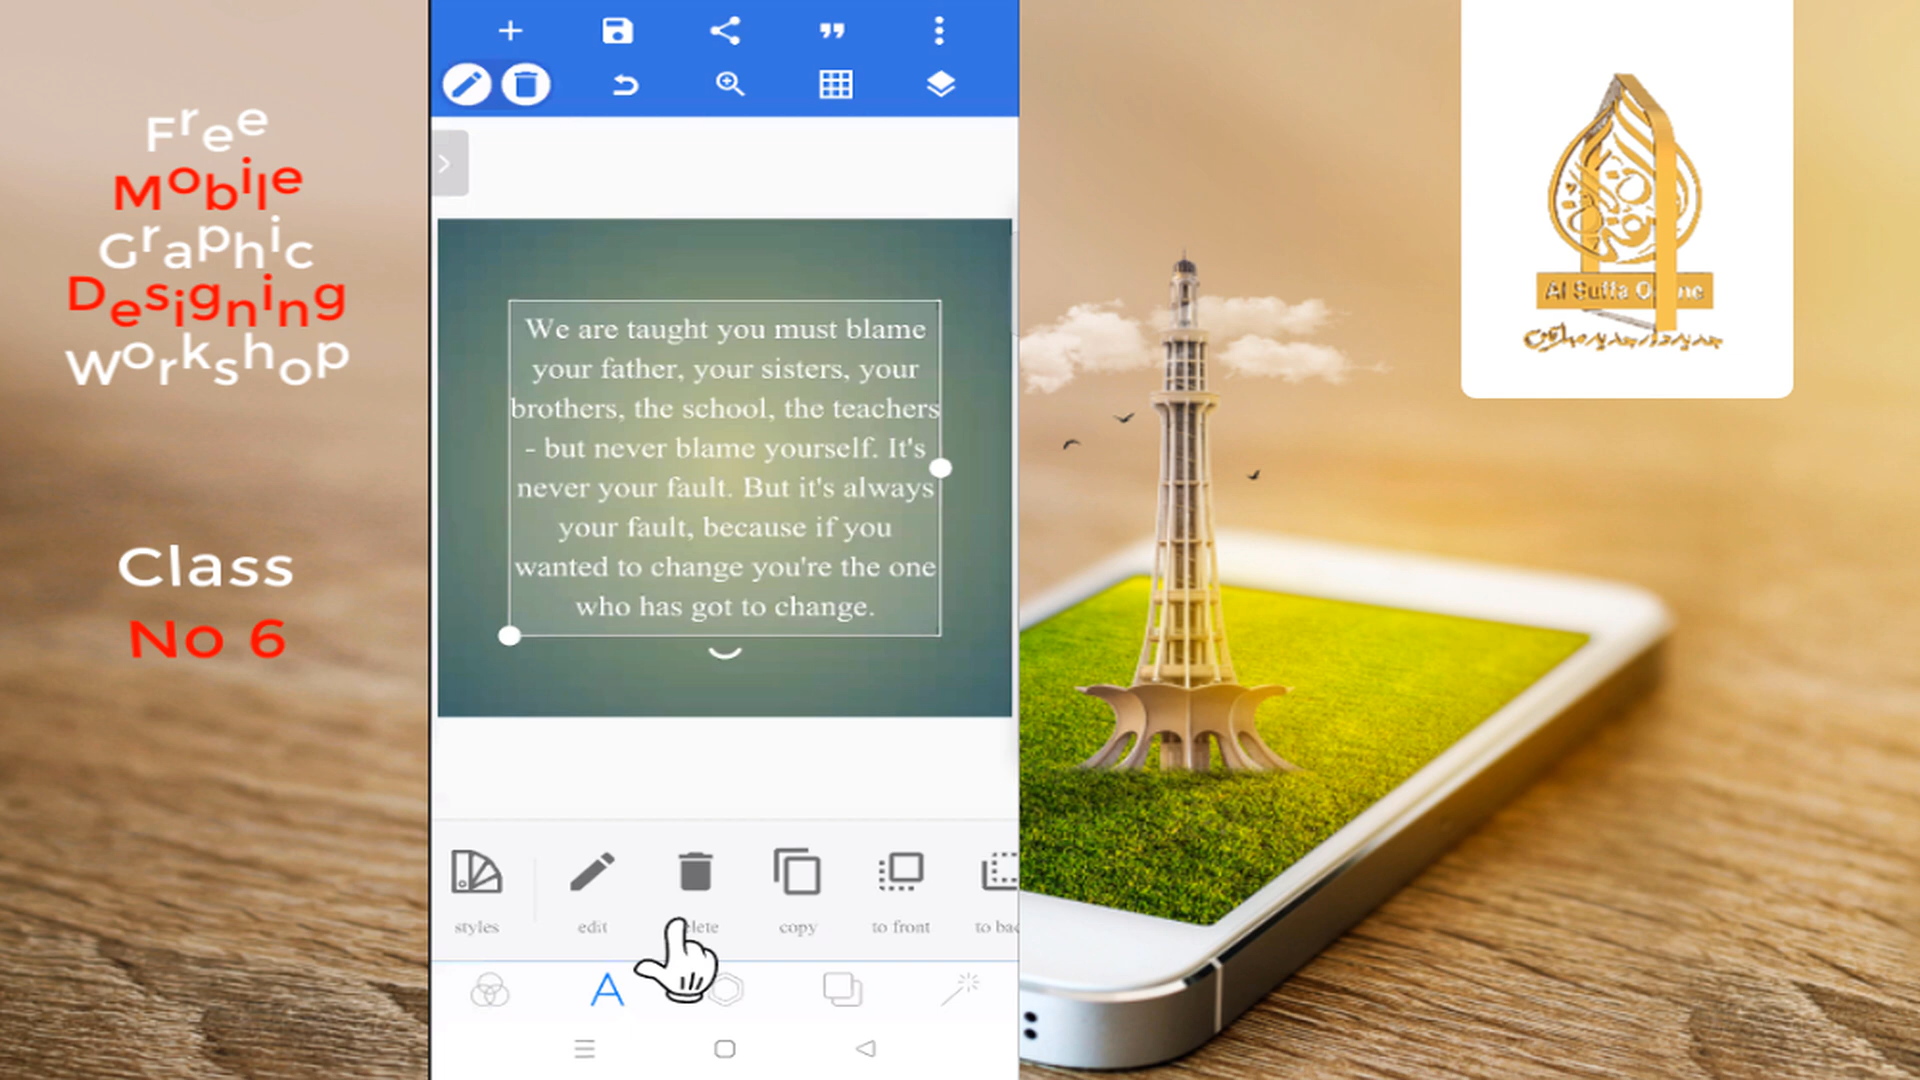 Free
Mobile
Graphic
Designing
Workshop
Class
No 6
We are taught you must blame
your father, your sisters, your
brothers, the school, the teachers
- but never blame yourself. It's
never your fault. But it's always
your fault, because if you
wanted to change you're the one
who has got to change.
styles
edit
copy
to front
Al Suffa